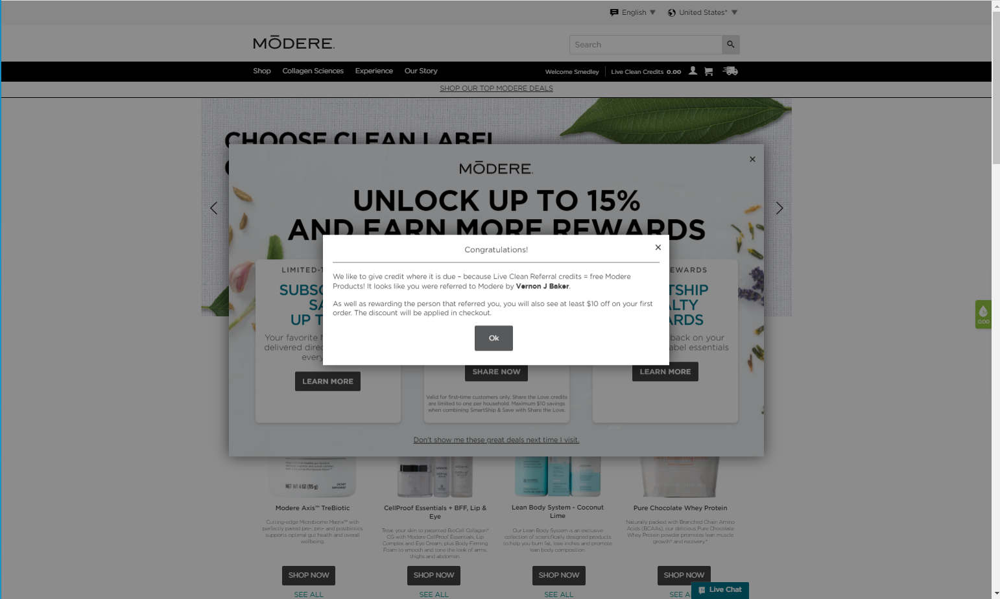 English
United States*
MŌDERE.
Search
Shop Collagen Sciences Experience Our Story
Welcome Smedley Live Clean Credits 0.00
SHOP OUR TOP MODERE DEALS
CHOOSE CLEAN LABEL
MŌDERE.
UNLOCK UP TO 15%
AND EARN MORE REWARDS
Congratulations!
We like to give credit where it is due – because Live Clean Referral credits = free Modere
Products! It looks like you were referred to Modere by Vernon J Baker.
As well as rewarding the person that referred you, you will also see at least $10 off on your first
order. The discount will be applied in checkout.
Ok
Your favorite
delivered
every
LEARN MORE
SHARE NOW
Valid for first-time customers only. Share the Love credits
are limited to one per household. Maximum $10 savings
when combining SmartShip & Save with Share the Love.
back on your
essentials
LEARN MORE
Don't show me these great deals next time I visit.
0.00
NET WT 4 OZ (115 g)
Modere Axis™ TreBiotic
Cutting-edge Microbiome Matrix™ with
perfectly paired pre-, pro- and postbiotics
supports optimal gut health and overall
wellbeing.
SHOP NOW
SEE ALL
CellProof Essentials + BFF, Lip &
Eye
Treat your skin to patented BioCell Collagen®
CG with Modere CellProof Essentials, Lip
Complex and Eye Cream, plus Body Firming
Foam to smooth and tone the look of arms,
thighs and abdomen.
SHOP NOW
SEE ALL
Lean Body System - Coconut
Lime
Our Lean Body System is an exclusive
collection of scientifically designed products
to help you burn fat, lose inches and promote
lean body composition.
SHOP NOW
SEE ALL
Pure Chocolate Whey Protein
Naturally packed with Branched Chain Amino
Acids (BCAAs), our delicious Pure Chocolate
Whey Protein powder promotes lean muscle
growth* and recovery.*
SHOP NOW
Live Chat